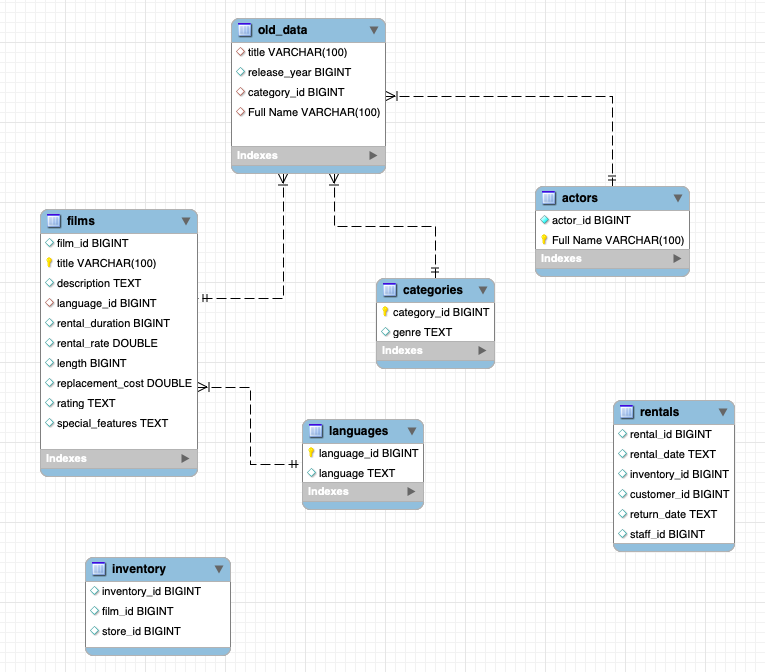 old_data
title VARCHAR(100)
release_year BIGINT
category_id BIGINT
Full Name VARCHAR(100)
Indexes
actors
actor_id BIGINT
Full Name VARCHAR(100)
Indexes
films
film_id BIGINT
title VARCHAR(100)
description TEXT
language_id BIGINT
rental_duration BIGINT
rental_rate DOUBLE
length BIGINT
replacement_cost DOUBLE
rating TEXT
special_features TEXT
Indexes
categories
category_id BIGINT
genre TEXT
Indexes
languages
language_id BIGINT
language TEXT
Indexes
rentals
rental_id BIGINT
rental_date TEXT
inventory_id BIGINT
customer_id BIGINT
return_date TEXT
staff_id BIGINT
inventory
inventory_id BIGINT
film_id BIGINT
store_id BIGINT